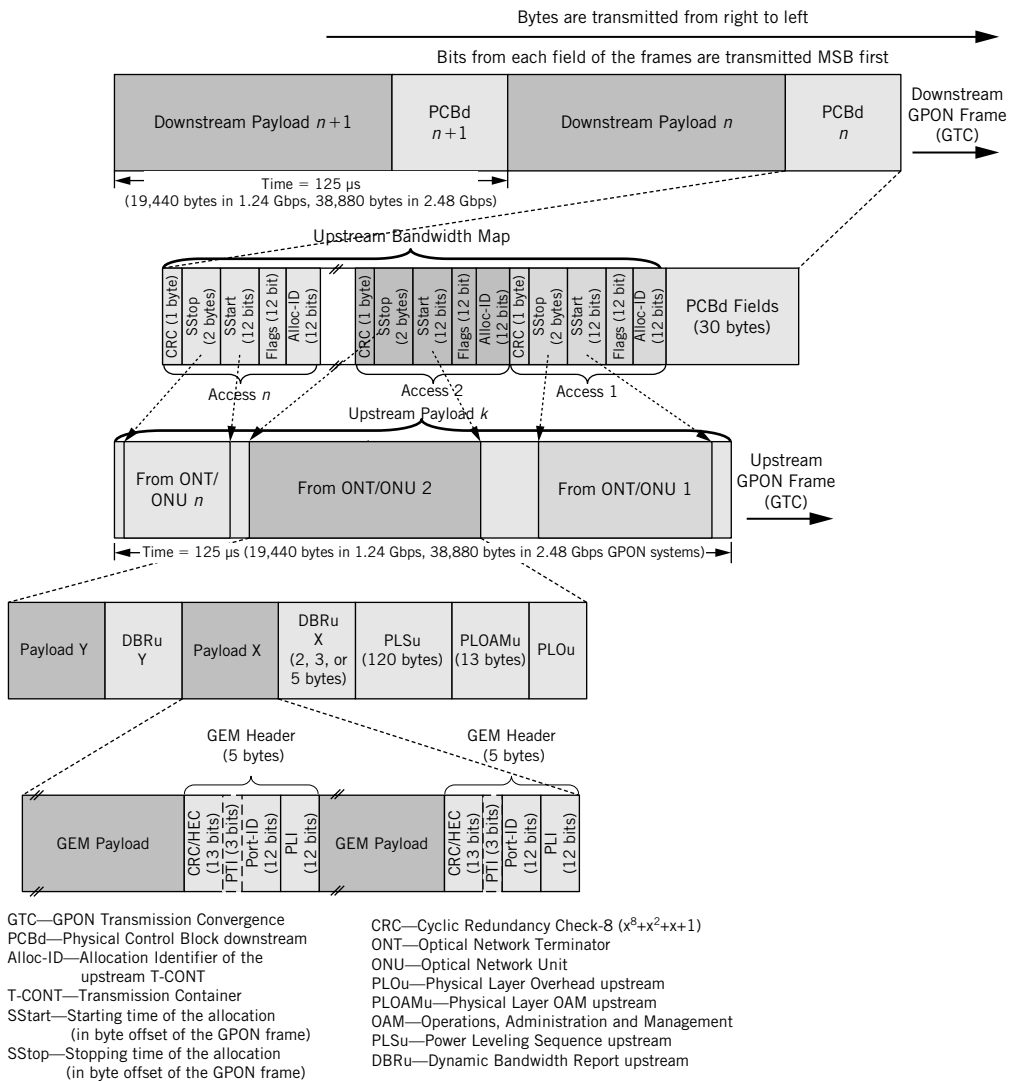 Bytes are transmitted from right to left
Bits from each field of the frames are transmitted MSB first
Downstream Payload n+1
PCBd
n+1
Downstream Payload n
PCBd
n
Downstream
GPON Frame
(GTC)
Time = 125 µs
(19,440 bytes in 1.24 Gbps, 38,880 bytes in 2.48 Gbps)
Upstream Bandwidth Map
CRC (1 byte)
SStop
(2 bytes)
SStart
(12 bits)
Flags (12 bit)
Alloc-ID
(12 bits)
CRC (1 byte)
SStop
(2 bytes)
SStart
(12 bits)
Flags (12 bit)
Alloc-ID
(12 bits)
CRC (1 byte)
SStop
(2 bytes)
SStart
(12 bits)
Flags (12 bit)
Alloc-ID
(12 bits)
PCBd Fields
(30 bytes)
Access n
Access 2
Access 1
Upstream Payload k
From ONT/
ONU n
From ONT/ONU 2
From ONT/ONU 1
Upstream
GPON Frame
(GTC)
Time = 125 µs (19,440 bytes in 1.24 Gbps, 38,880 bytes in 2.48 Gbps GPON systems)
Payload Y
DBRu
Y
Payload X
DBRu
X
(2, 3, or
5 bytes)
PLSu
(120 bytes)
PLOAMu
(13 bytes)
PLOu
GEM Header
(5 bytes)
GEM Header
(5 bytes)
GEM Payload
CRC/HEC
(13 bits)
PTI (3 bits)
Port-ID
(12 bits)
PLI
(12 bits)
GEM Payload
CRC/HEC
(13 bits)
PTI (3 bits)
Port-ID
(12 bits)
PLI
(12 bits)
GTC—GPON Transmission Convergence
PCBd—Physical Control Block downstream
Alloc-ID—Allocation Identifier of the
upstream T-CONT
T-CONT—Transmission Container
SStart—Starting time of the allocation
(in byte offset of the GPON frame)
SStop—Stopping time of the allocation
(in byte offset of the GPON frame)
CRC—Cyclic Redundancy Check-8 (x⁸+x²+x+1)
ONT—Optical Network Terminator
ONU—Optical Network Unit
PLOu—Physical Layer Overhead upstream
PLOAMu—Physical Layer OAM upstream
OAM—Operations, Administration and Management
PLSu—Power Leveling Sequence upstream
DBRu—Dynamic Bandwidth Report upstream